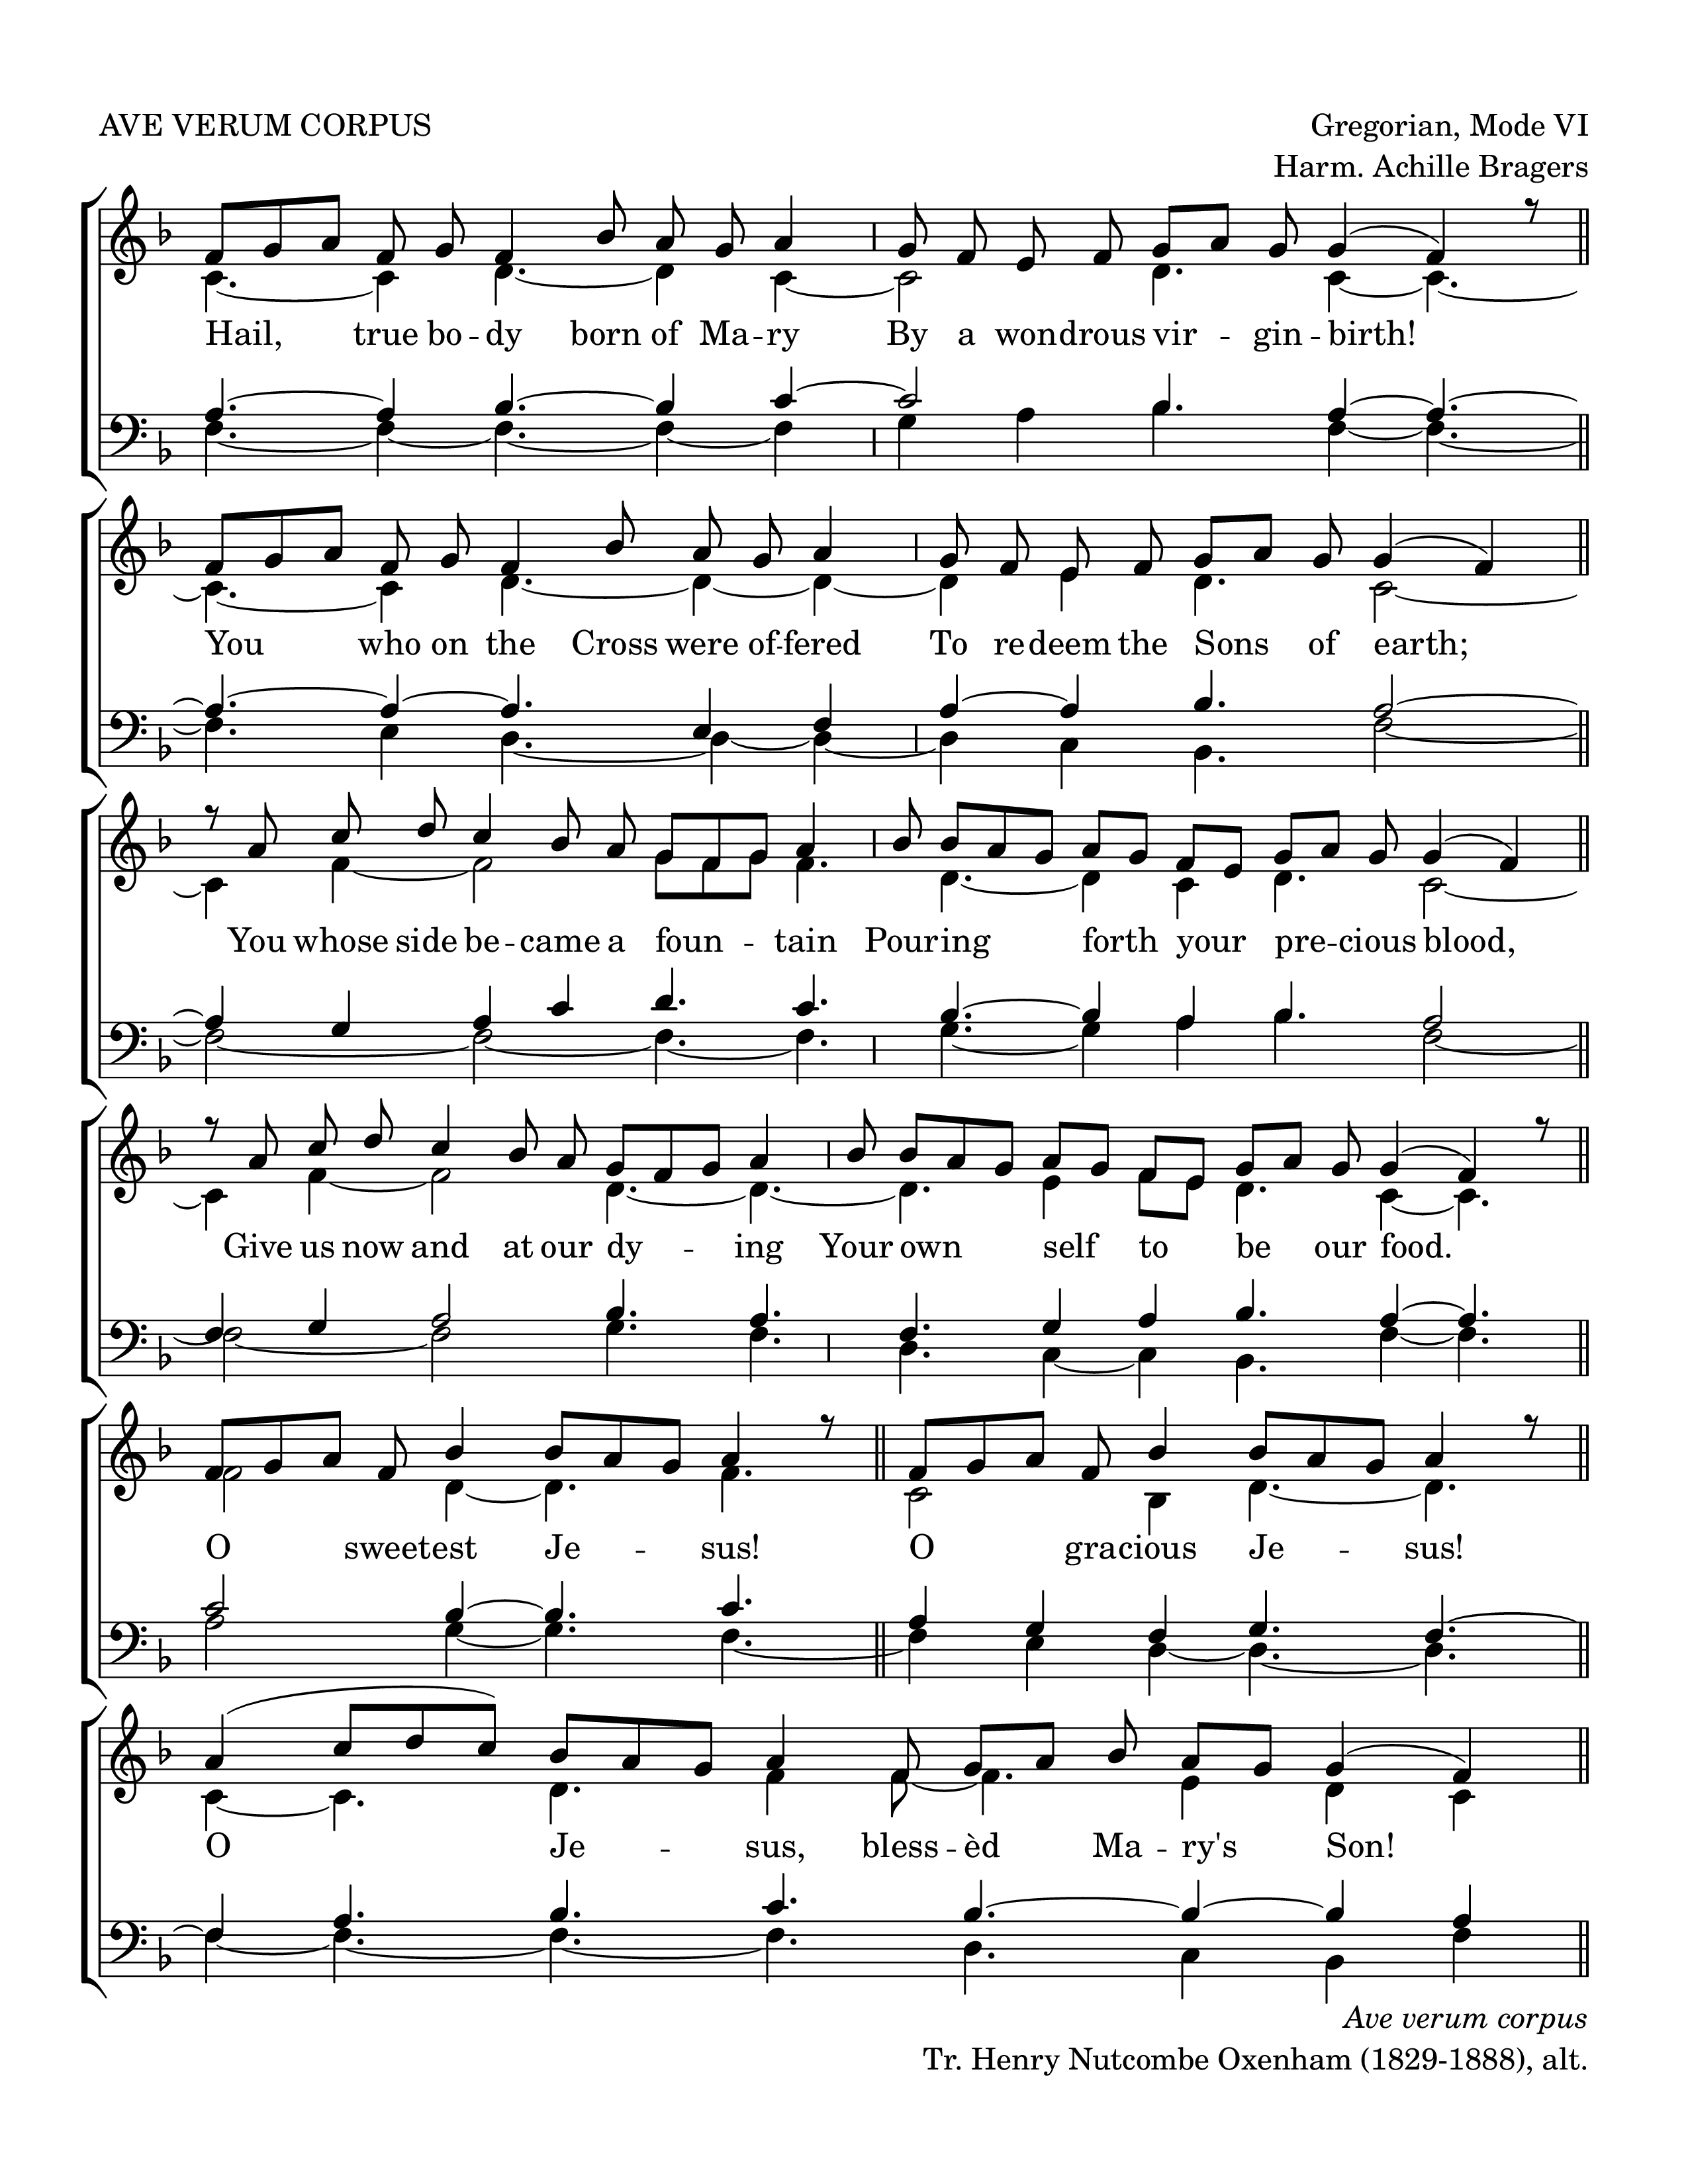 AVE VERUM CORPUS
Gregorian, Mode VI
Harm. Achille Bragers
Hail, true bo -- dy born of Ma -- ry By a wondrous vir -- gin -- birth!
You who on the Cross were of -- fered To redeem the Sons of earth;
You whose side be -- came a foun -- tain Pouring forth your pre -- cious blood,
Give us now and at our dy -- ing Your own self to be our food.
O sweetest Je -- sus! O gracious Je -- sus!
O Je -- sus, bless -- èd Ma -- ry's Son!
Ave verum corpus
Tr. Henry Nutcombe Oxenham (1829-1888), alt.